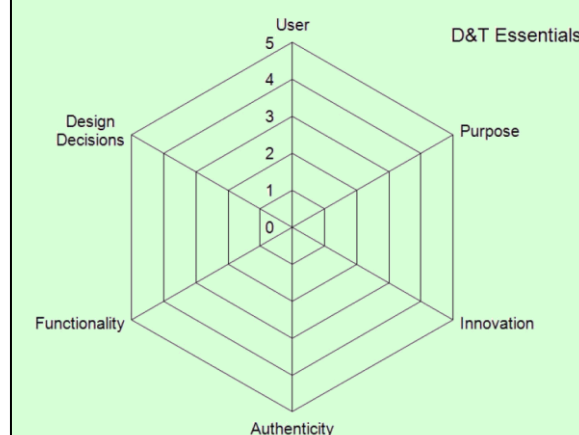 User
D&T Essentials
5
4
3
2
1
0
Design
Decisions
Purpose
Functionality
Innovation
Authenticity